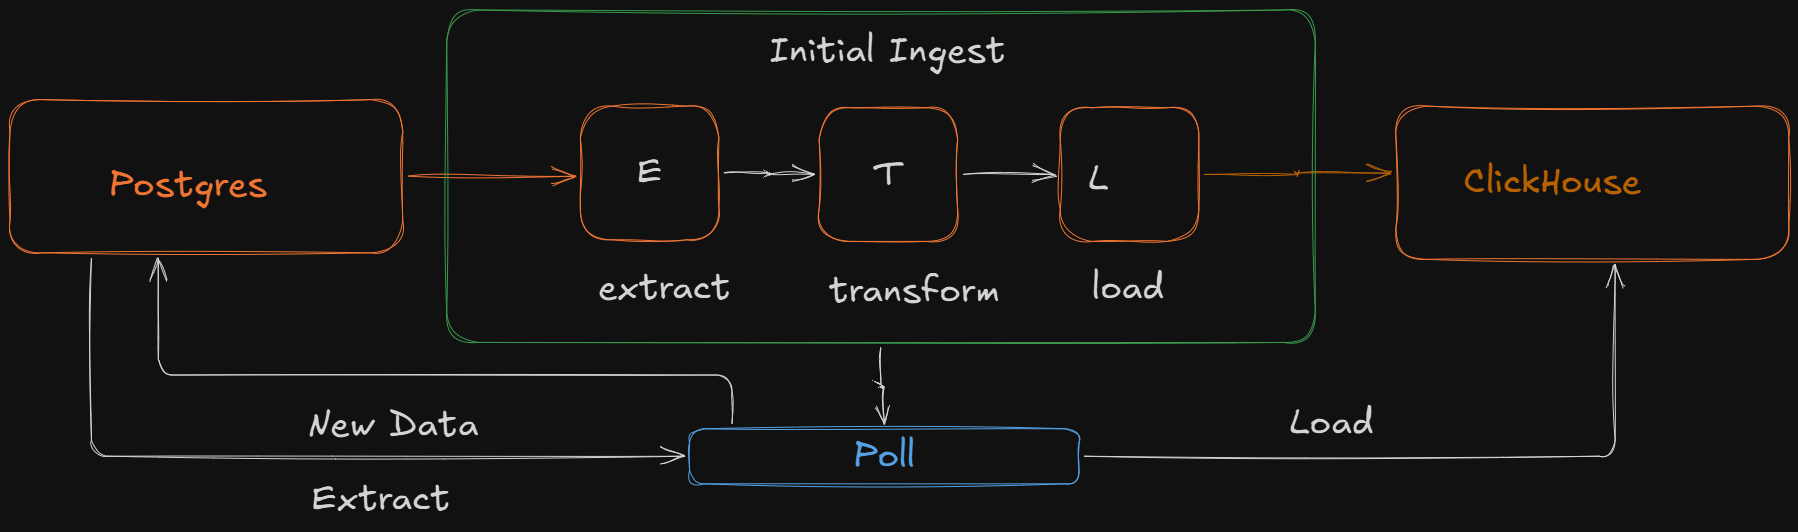 Initial Ingest
Postgres
E
T
L
ClickHouse
extract
transform
load
New Data
Extract
Poll
Load